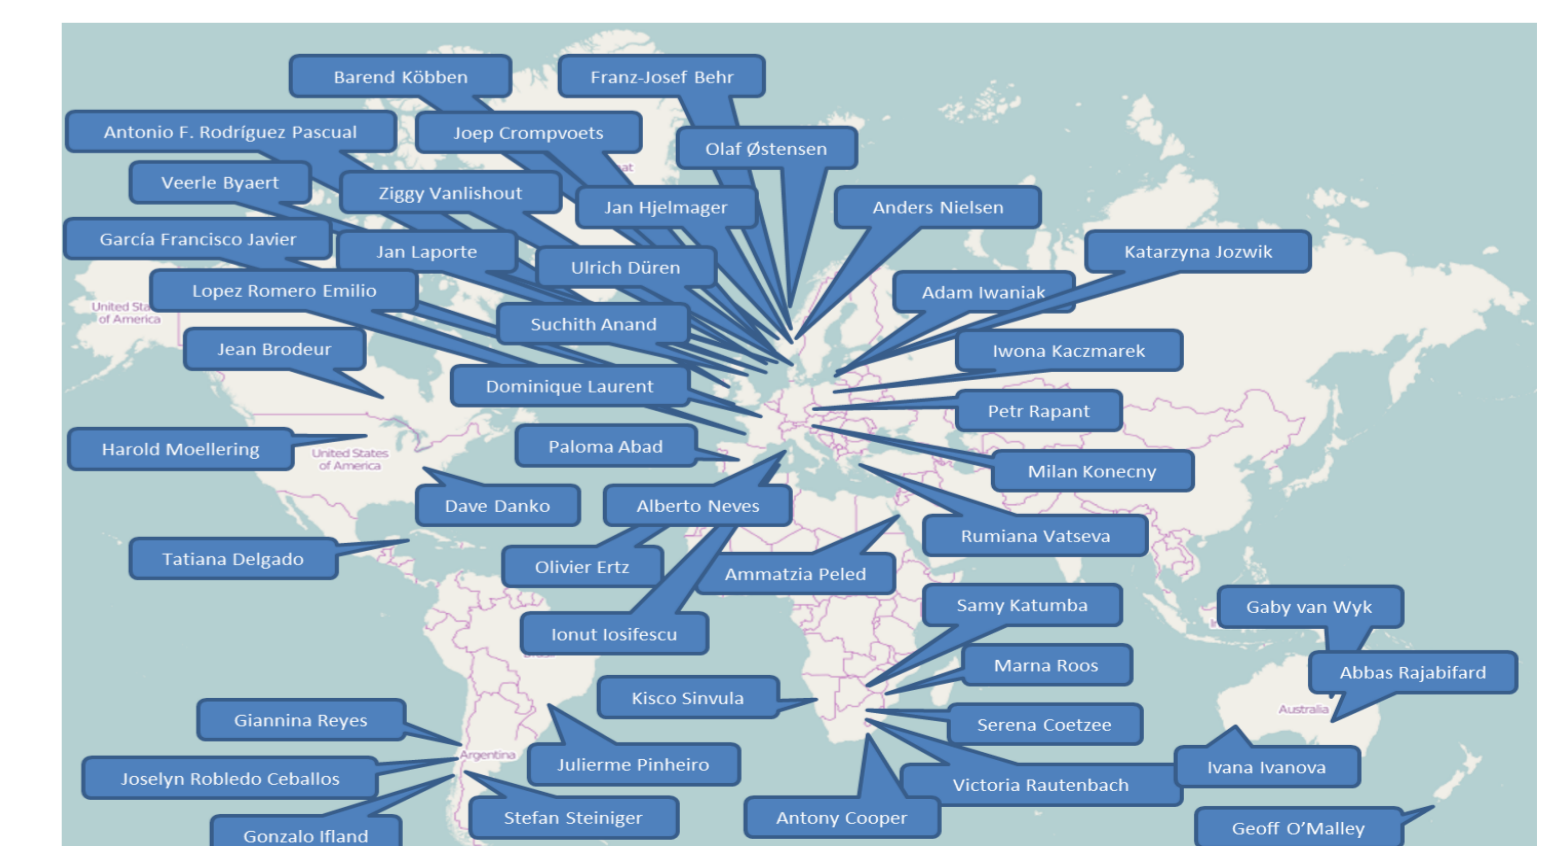 Barend Köbben
Franz-Josef Behr
Antonio F. Rodríguez Pascual
Joep Crompvoets
Olaf Østensen
Veerle Byaert
Ziggy Vanlishout
Jan Hjelmager
Anders Nielsen
García Francisco Javier
Jan Laporte
Ulrich Düren
Katarzyna Jozwik
Lopez Romero Emilio
Adam Iwaniak
United Sta
of America
Suchith Anand
Jean Brodeur
Iwona Kaczmarek
Dominique Laurent
Petr Rapant
Harold Moellering
United States
of America
Paloma Abad
Milan Konecny
Dave Danko
Alberto Neves
Rumiana Vatseva
Tatiana Delgado
Olivier Ertz
Ammatzia Peled
Samy Katumba
Gaby van Wyk
Ionut Iosifescu
Marna Roos
Abbas Rajabifard
Kisco Sinvula
Australia
Giannina Reyes
Serena Coetzee
Argentina
Julierme Pinheiro
Ivana Ivanova
Joselyn Robledo Ceballos
Victoria Rautenbach
Stefan Steiniger
Antony Cooper
Geoff O’Malley
Gonzalo Ifland